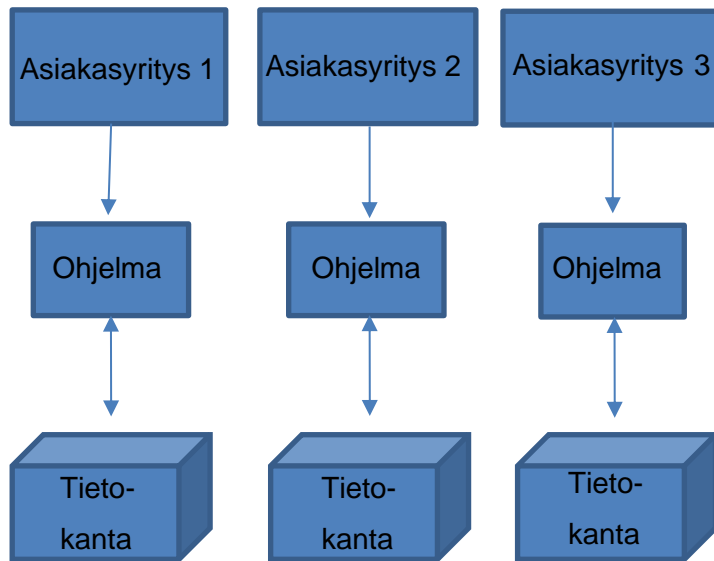 Asiakasyritys 1
Asiakasyritys 2
Asiakasyritys 3
Ohjelma
Ohjelma
Ohjelma
Tieto-
kanta
Tieto-
kanta
Tieto-
kanta